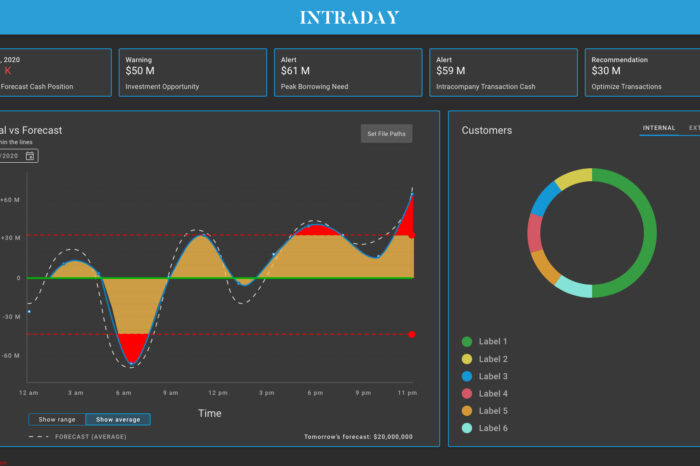 INTRADAY
, 2020
K
Forecast Cash Position
Warning
$50 M
Investment Opportunity
Alert
$61 M
Peak Borrowing Need
Alert
$59 M
Intracompany Transaction Cash
Recommendation
$30 M
Optimize Transactions
al vs Forecast
hin the lines
/2020
Set File Paths
+60 M
+30 M
0
-30 M
-60 M
12 am 3 am 6 am 9 am 12 pm 3 pm 6 pm 9 pm 11 pm
Time
Show range Show average
FORECAST (AVERAGE)
Tomorrow's forecast: $20,000,000
Customers
INTERNAL EXT
Label 1
Label 2
Label 3
Label 4
Label 5
Label 6